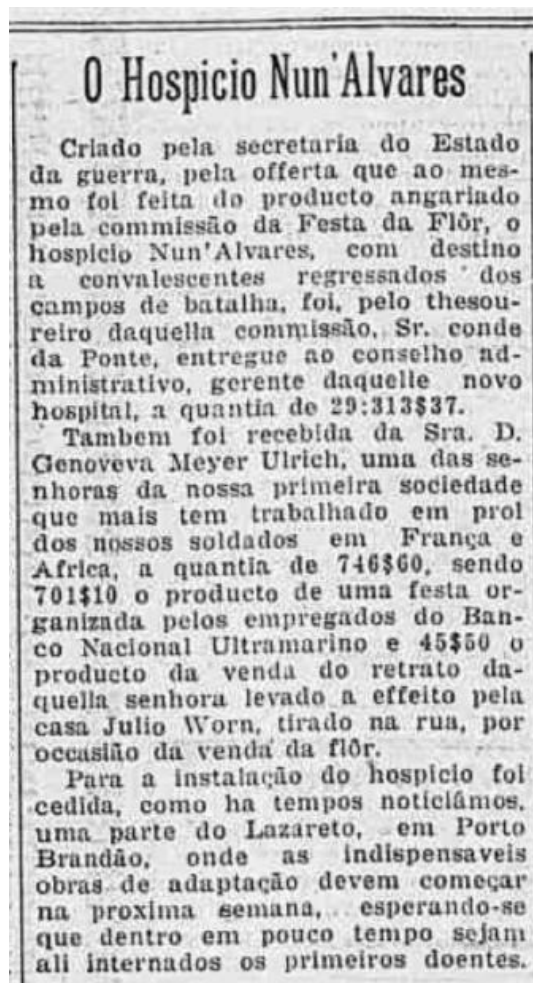 O Hospicio Nun'Alvares
Criado pela secretaria do Estado
da guerra, pela offerta que ao mes-
mo foi feita do producto angariado
pela commissão da Festa da Flôr, o
hospicio Nun'Alvares, com destino
a convalescentes regressados dos
campos de batalha, foi, pelo thesou-
reiro daquella commissão, Sr. conde
da Ponte, entregue ao conselho ad-
ministrativo, gerente daquelle novo
hospital, a quantia de 29:313$37.
Tambem foi recebida da Sra. D.
Genoveva Meyer Ulrich, uma das se-
nhoras da nossa primeira sociedade
que mais tem trabalhado em prol
dos nossos soldados em França e
Africa, a quantia de 746$60, sendo
701$10 o producto de uma festa or-
ganizada pelos empregados do Ban-
co Nacional Ultramarino e 45$50 o
producto da venda do retrato da-
quella senhora levado a effeito pela
casa Julio Worn, tirado na rua, por
occasião da venda da flôr.
Para a instalação do hospicio foi
cedida, como ha tempos noticiâmos,
uma parte do Lazareto, em Porto
Brandão, onde as indispensaveis
obras de adaptação devem começar
na proxima semana, esperando-se
que dentro em pouco tempo sejam
ali internados os primeiros doentes.